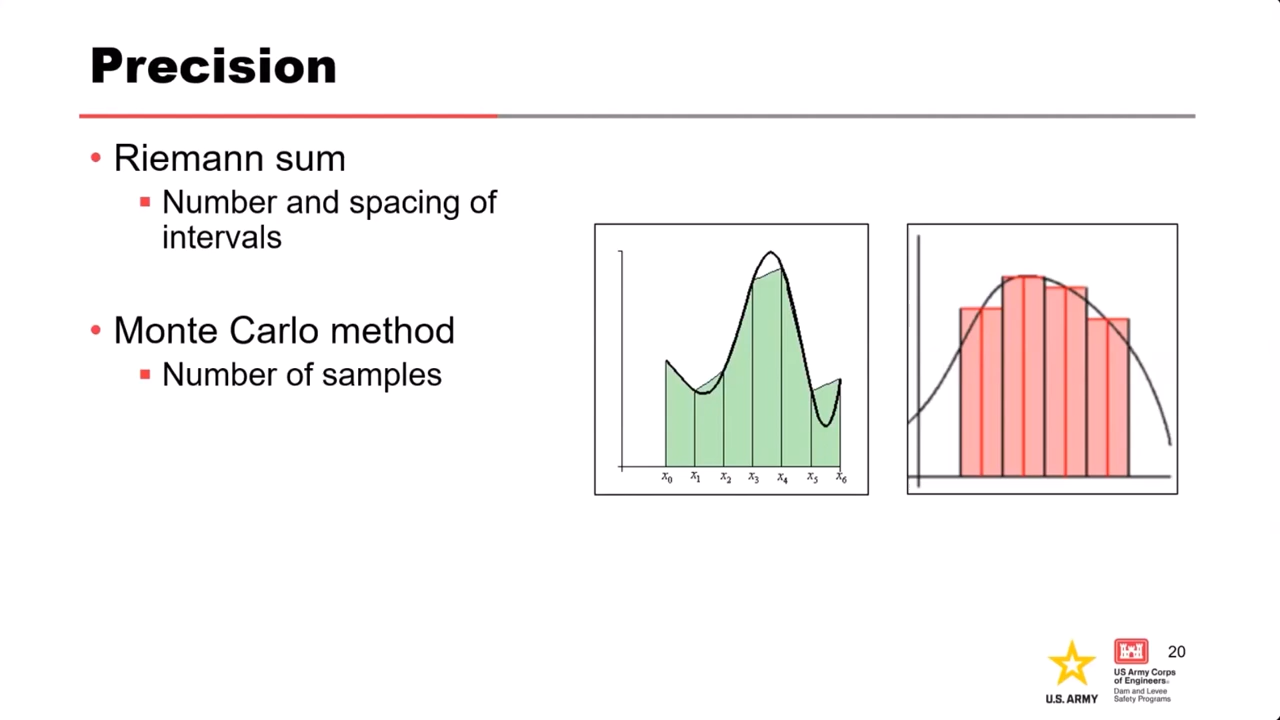 Precision
• Riemann sum
▪ Number and spacing of
intervals
• Monte Carlo method
▪ Number of samples
x0 x1 x2 x3 x4 x5 x6
U.S. ARMY
US Army Corps
of Engineers®
Dam and Levee
Safety Programs
20